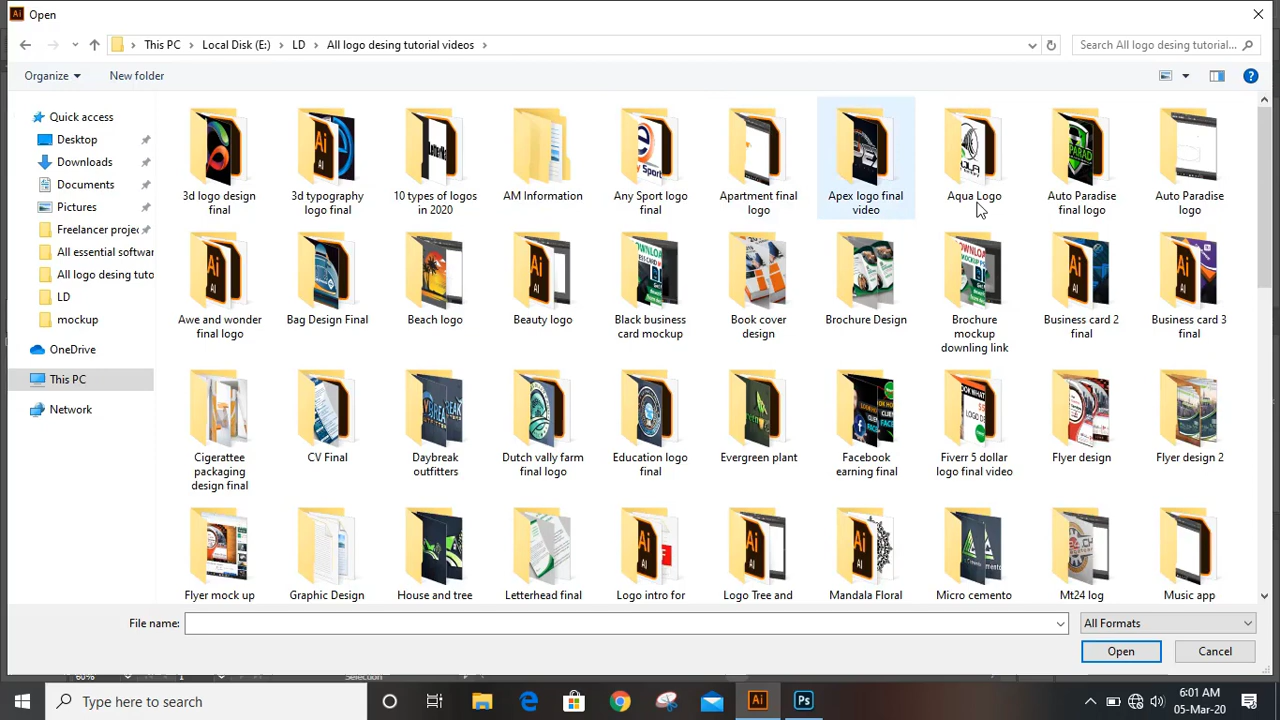 Open
This PC > Local Disk (E:) > LD > All logo desing tutorial videos >
Search All logo desing tutorial...
Organize
New folder
Quick access
Desktop
Downloads
Documents
Pictures
Freelancer projec
All essential softwar
All logo desing tuto
LD
mockup
OneDrive
This PC
Network
3d logo design
final
3d typography
logo final
10 types of logos
in 2020
AM Information
Any Sport logo
final
Apartment final
logo
Apex logo final
video
Aqua Logo
Auto Paradise
final logo
Auto Paradise
logo
Awe and wonder
final logo
Bag Design Final
Beach logo
Beauty logo
Black business
card mockup
Book cover
design
Brochure Design
Brochure
mockup
downling link
Business card 2
final
Business card 3
final
Cigerattee
packaging
design final
CV Final
Daybreak
outfitters
Dutch vally farm
final logo
Education logo
final
Evergreen plant
Facebook
earning final
Fiverr 5 dollar
logo final video
Flyer design
Flyer design 2
Flyer mock up
Graphic Design
House and tree
Letterhead final
Logo intro for
Logo Tree and
Mandala Floral
Micro cemento
Mt24 log
Music app
File name:
All Formats
Open
Cancel
60%
1
Selection
Type here to search
6:01 AM
05-Mar-20